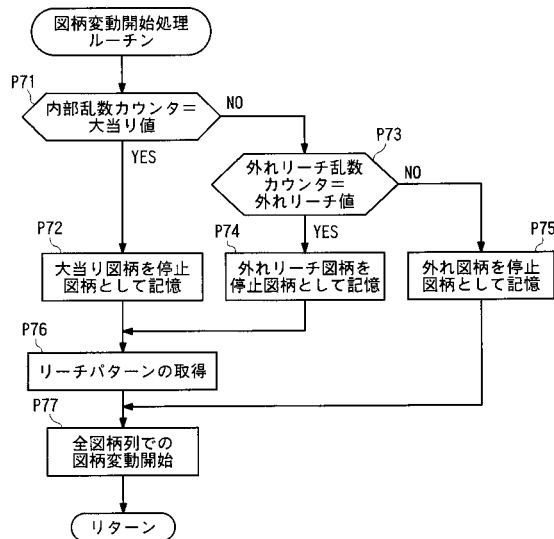 図柄変動開始処理
ルーチン
P71
内部乱数カウンタ＝
大当り値
NO
YES
P73
外れリーチ乱数
カウンタ＝
外れリーチ値
NO
YES
P72
大当り図柄を停止
図柄として記憶
P74
外れリーチ図柄を
停止図柄として記憶
P75
外れ図柄を停止
図柄として記憶
P76
リーチパターンの取得
P77
全図柄列での
図柄変動開始
リターン